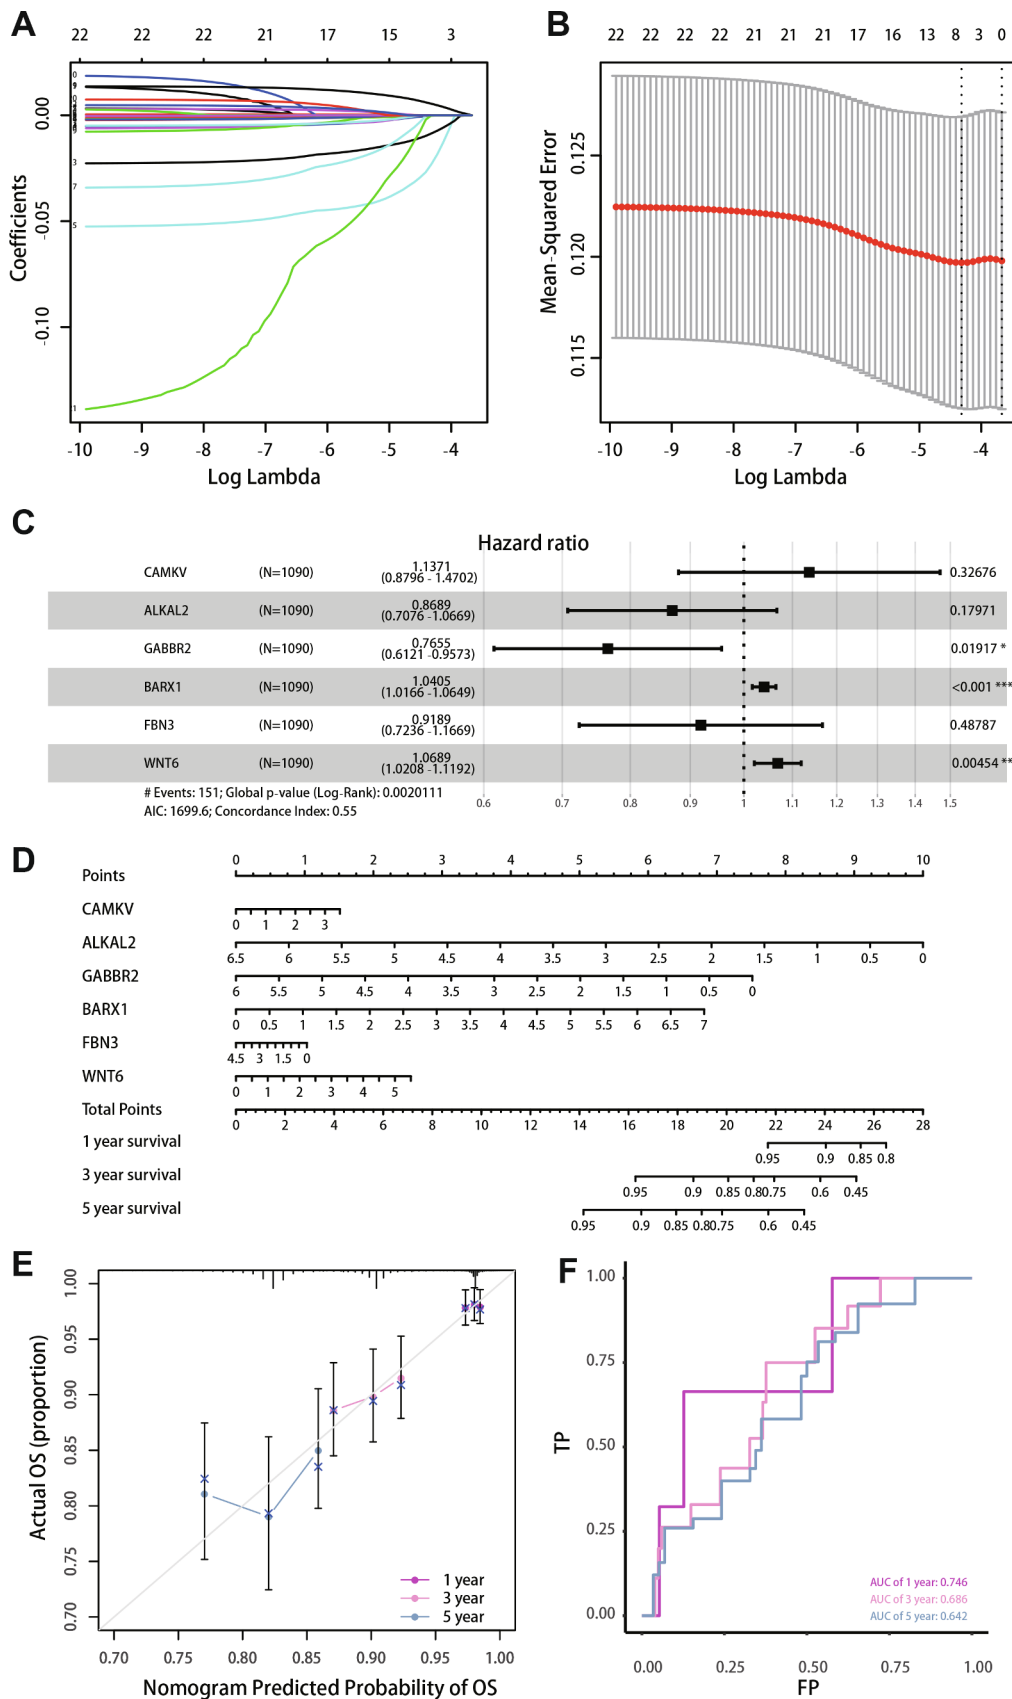 A
22 22 22 21 17 15 3
0.00
-0.05
-0.10
Coefficients
0
3
7
5
1
-10 -9 -8 -7 -6 -5 -4
Log Lambda
B
22 22 22 22 21 21 21 17 16 13 8 3 0
0.125
0.120
0.115
Mean-Squared Error
-10 -9 -8 -7 -6 -5 -4
Log Lambda
C
Hazard ratio
CAMKV (N=1090) 1.1371 (0.8796 - 1.4702) 0.32676
ALKAL2 (N=1090) 0.8689 (0.7076 -1.0669) 0.17971
GABBR2 (N=1090) 0.7655 (0.6121 -0.9573) 0.01917 *
BARX1 (N=1090) 1.0405 (1.0166 -1.0649) <0.001 ***
FBN3 (N=1090) 0.9189 (0.7236 -1.1669) 0.48787
WNT6 (N=1090) 1.0689 (1.0208 -1.1192) 0.00454 **
# Events: 151; Global p-value (Log-Rank): 0.0020111
AIC: 1699.6; Concordance Index: 0.55
0.6 0.7 0.8 0.9 1 1.1 1.2 1.3 1.4 1.5
D
0 1 2 3 4 5 6 7 8 9 10
Points
CAMKV
0 1 2 3
ALKAL2
6.5 6 5.5 5 4.5 4 3.5 3 2.5 2 1.5 1 0.5 0
GABBR2
6 5.5 5 4.5 4 3.5 3 2.5 2 1.5 1 0.5 0
BARX1
0 0.5 1 1.5 2 2.5 3 3.5 4 4.5 5 5.5 6 6.5 7
FBN3
4.5 3 1.5 0
WNT6
0 1 2 3 4 5
Total Points
0 2 4 6 8 10 12 14 16 18 20 22 24 26 28
1 year survival
0.95 0.9 0.85 0.8
3 year survival
0.95 0.9 0.85 0.80.75 0.6 0.45
5 year survival
0.95 0.9 0.85 0.80.75 0.6 0.45
E
1.00
0.95
0.90
0.85
0.80
0.75
0.70
Actual OS (proportion)
1 year
3 year
5 year
0.70 0.75 0.80 0.85 0.90 0.95 1.00
Nomogram Predicted Probability of OS
F
1.00
0.75
0.50
0.25
0.00
TP
AUC of 1 year: 0.746
AUC of 3 year: 0.686
AUC of 5 year: 0.642
0.00 0.25 0.50 0.75 1.00
FP